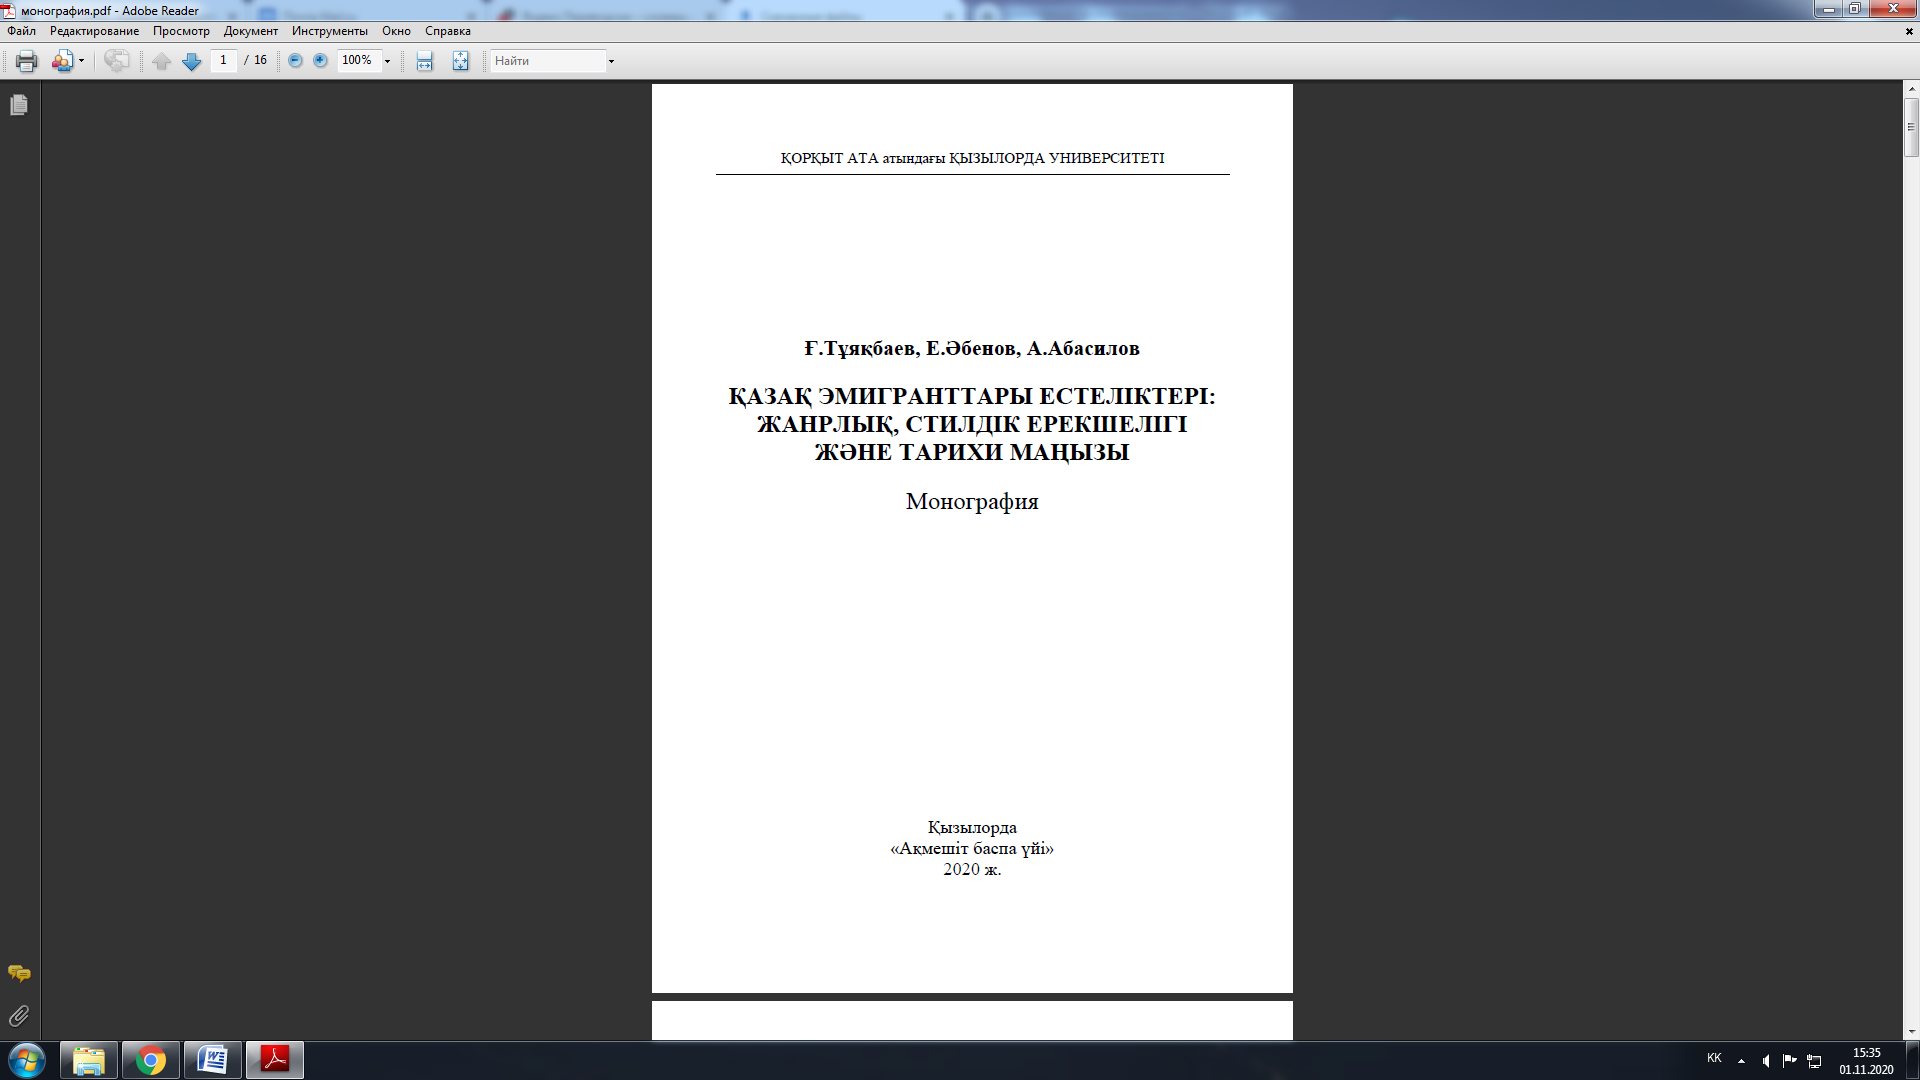 монография.pdf - Adobe Reader
Файл Редактирование Просмотр Документ Инструменты Окно Справка
1 / 16 100% Найти
ҚОРҚЫТ АТА атындағы ҚЫЗЫЛОРДА УНИВЕРСИТЕТІ
Ғ.Тұяқбаев, Е.Әбенов, А.Абасилов
ҚАЗАҚ ЭМИГРАНТТАРЫ ЕСТЕЛІКТЕРІ:
ЖАНРЛЫҚ, СТИЛДІК ЕРЕКШЕЛІГІ
ЖӘНЕ ТАРИХИ МАҢЫЗЫ
Монография
Қызылорда
«Ақмешіт баспа үйі»
2020 ж.
KK
15:35
01.11.2020